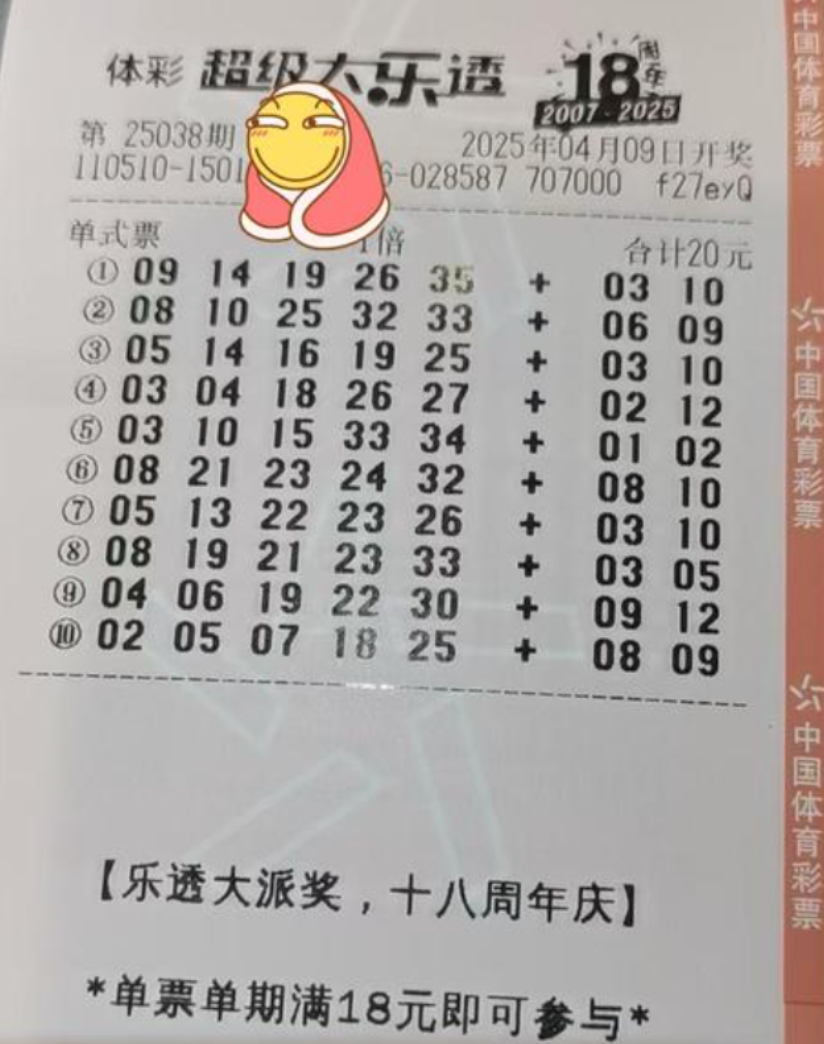 体彩 超级大乐透 18周年
2007-2025
第 25038期 2025年04月09日开奖
110510-1501 6-028587 707000 f27eyQ
单式票 1倍 合计20元
① 09 14 19 26 35 + 03 10
② 08 10 25 32 33 + 06 09
③ 05 14 16 19 25 + 03 10
④ 03 04 18 26 27 + 02 12
⑤ 03 10 15 33 34 + 01 02
⑥ 08 21 23 24 32 + 08 10
⑦ 05 13 22 23 26 + 03 10
⑧ 08 19 21 23 33 + 03 05
⑨ 04 06 19 22 30 + 09 12
⑩ 02 05 07 18 25 + 08 09
【乐透大派奖，十八周年庆】
*单票单期满18元即可参与*
中国体育彩票
中国体育彩票
中国体育彩票